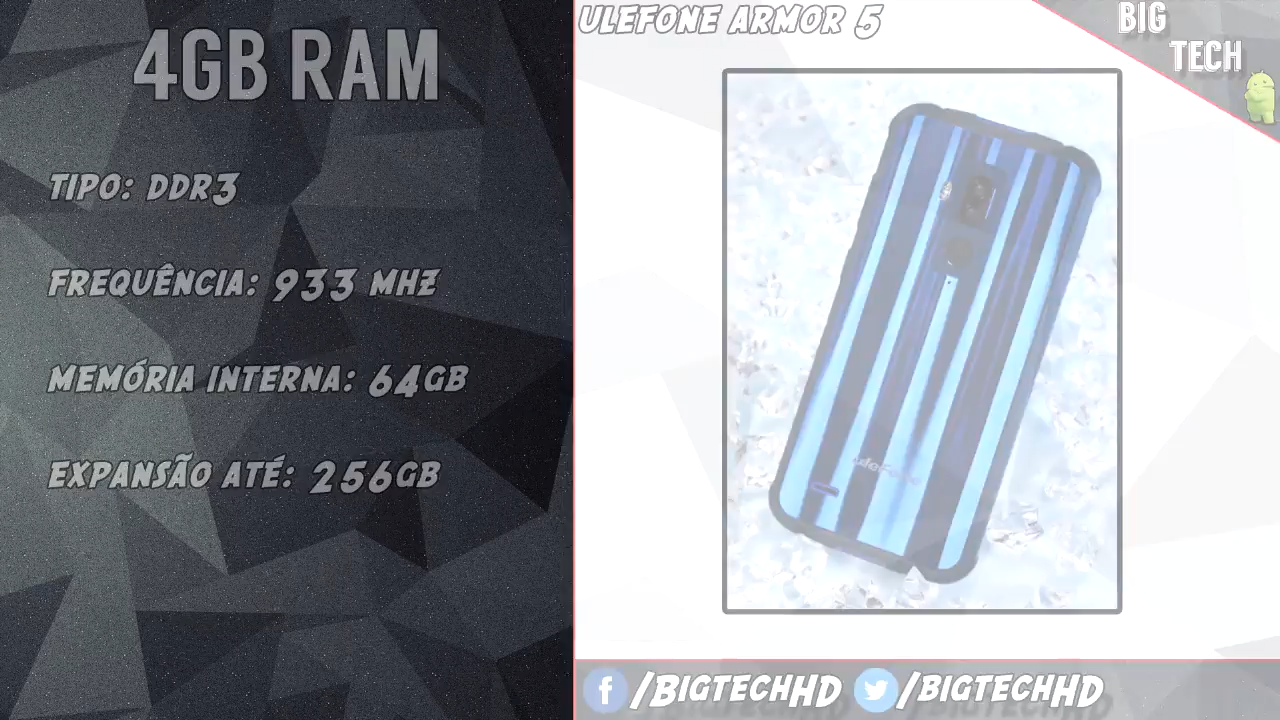 4GB RAM
TIPO: DDR3
FREQUÊNCIA: 933 MHZ
MEMÓRIA INTERNA: 64GB
EXPANSÃO ATÉ: 256GB
ULEFONE ARMOR 5
BIG
TECH
ulefone
/BIGTECHHD
/BIGTECHHD